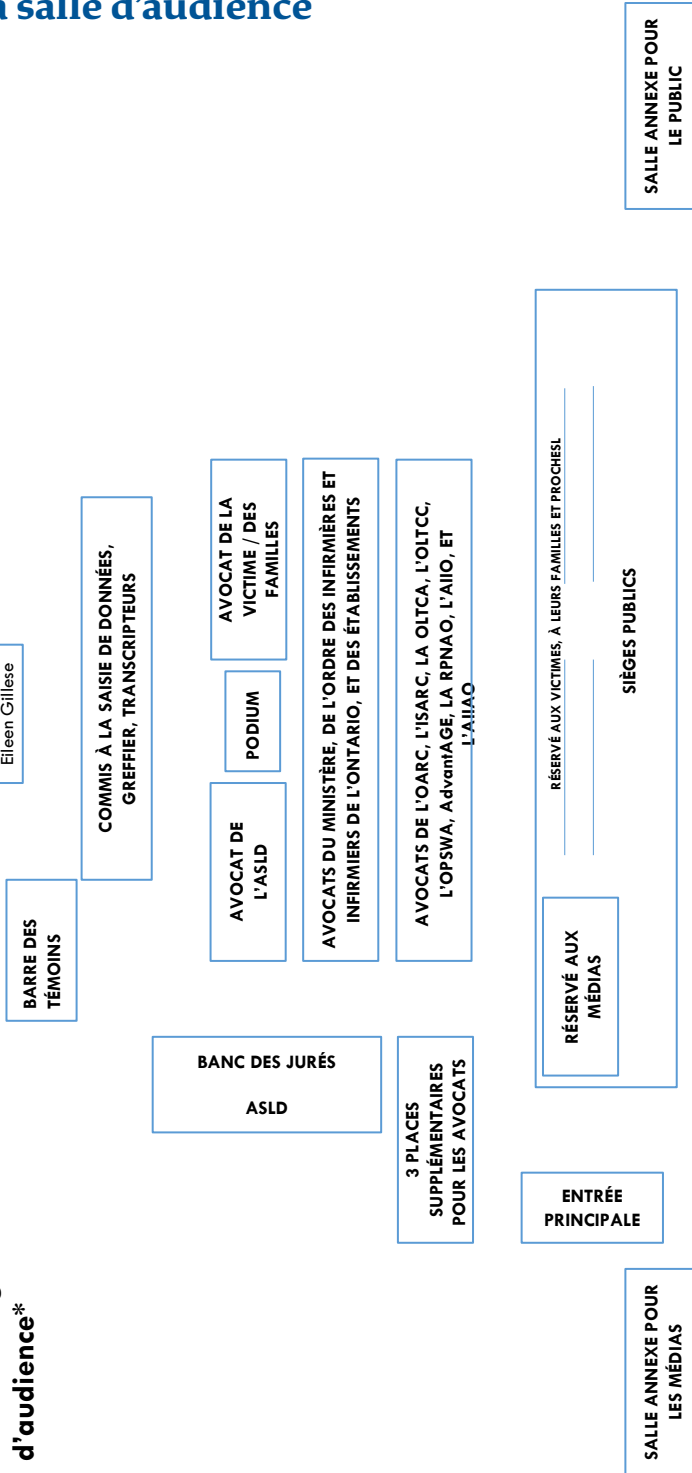 salle d'audience
d'audience*
Eileen Gillese
BARRE DES
TÉMOINS
COMMIS À LA SAISIE DE DONNÉES,
GREFFIER, TRANSCRIPTEURS
AVOCAT DE
L'ASLD
PODIUM
AVOCAT DE LA
VICTIME / DES
FAMILLES
AVOCATS DU MINISTÈRE, DE L'ORDRE DES INFIRMIÈRES ET
INFIRMIERS DE L'ONTARIO, ET DES ÉTABLISSEMENTS
AVOCATS DE L'OARC, L'ISARC, LA OLTCA, L'OLTCC,
L'OPSWA, AdvantAGE, LA RPNAO, L'AIIO, ET
L'AIIAO
BANC DES JURÉS
ASLD
3 PLACES
SUPPLÉMENTAIRES
POUR LES AVOCATS
RÉSERVÉ AUX VICTIMES, À LEURS FAMILLES ET PROCHESL
RÉSERVÉ AUX
MÉDIAS
SIÈGES PUBLICS
ENTRÉE
PRINCIPALE
SALLE ANNEXE POUR
LES MÉDIAS
SALLE ANNEXE POUR
LE PUBLIC